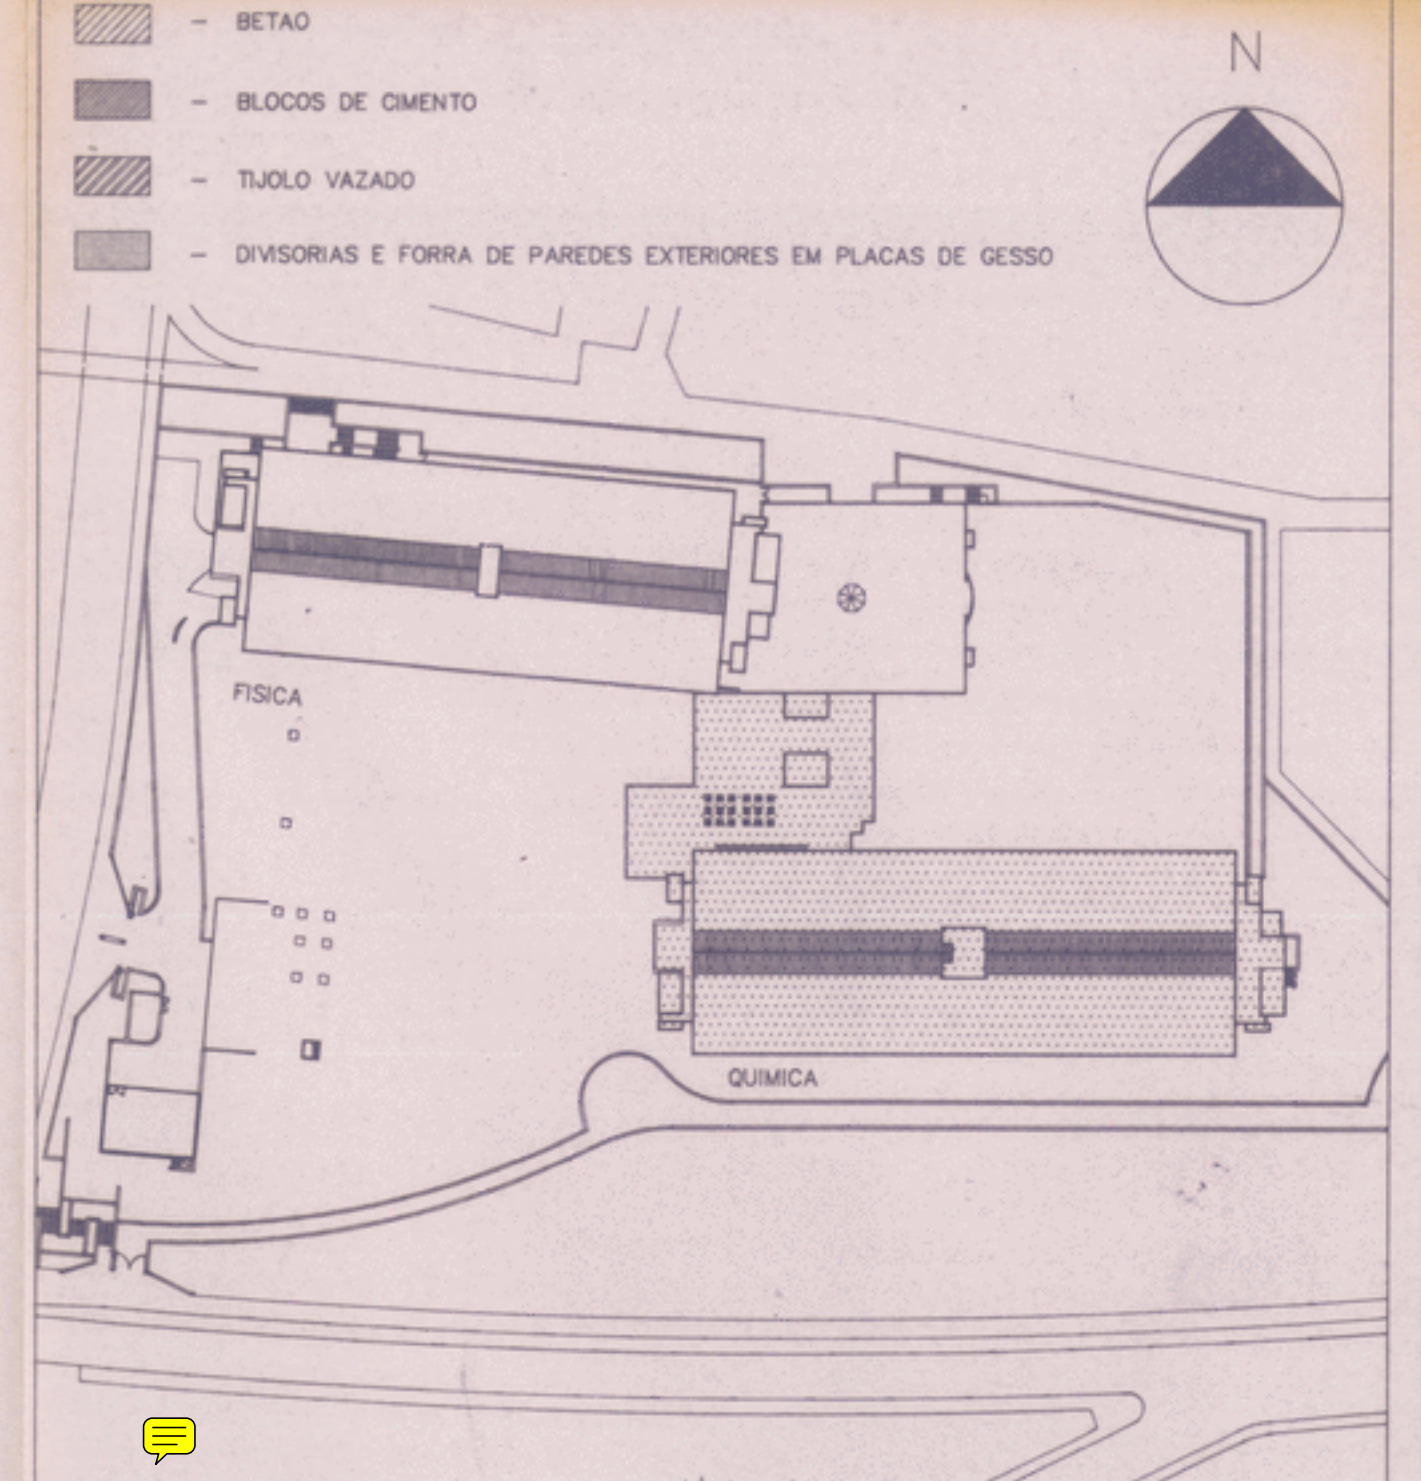 - BETAO
N
- BLOCOS DE CIMENTO
- TIJOLO VAZADO
- DIVISORIAS E FORRA DE PAREDES EXTERIORES EM PLACAS DE GESSO
FISICA
QUIMICA